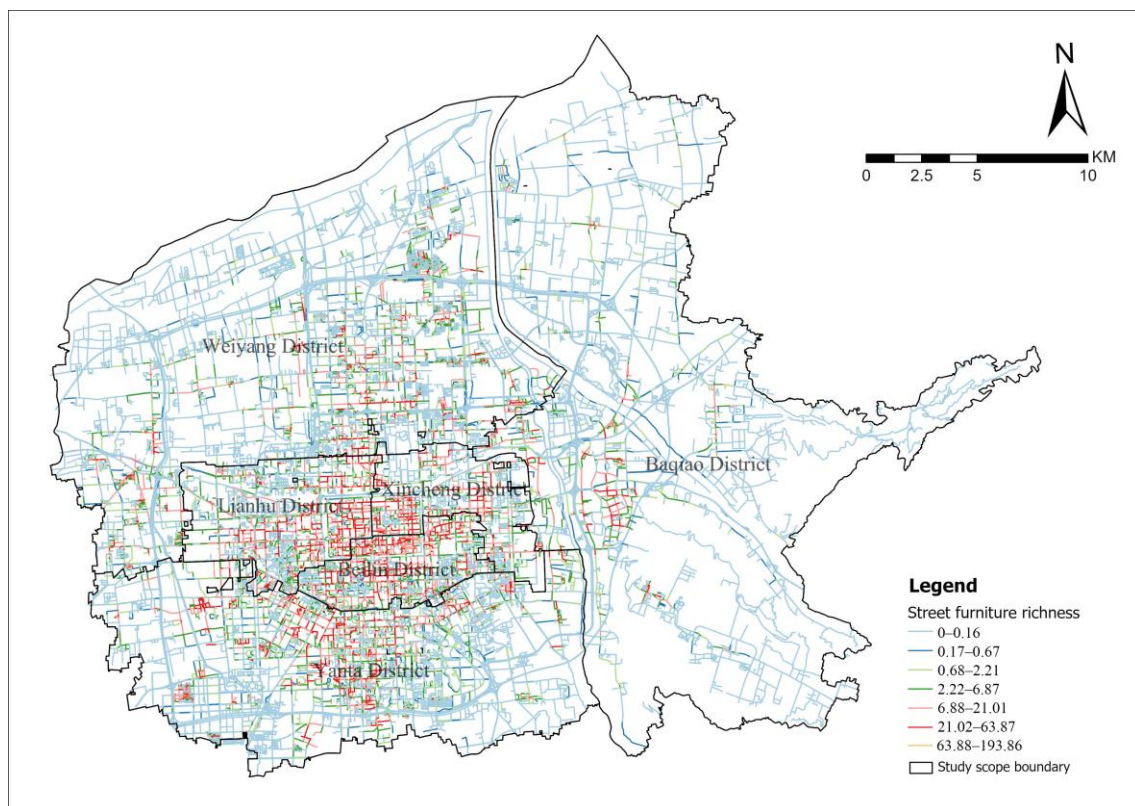 N
KM
0 2.5 5 10
Weiyang District
Baqiao District
Xincheng District
Lianhu District
Beilin District
Yanta District
Legend
Street furniture richness
0–0.16
0.17–0.67
0.68–2.21
2.22–6.87
6.88–21.01
21.02–63.87
63.88–193.86
Study scope boundary